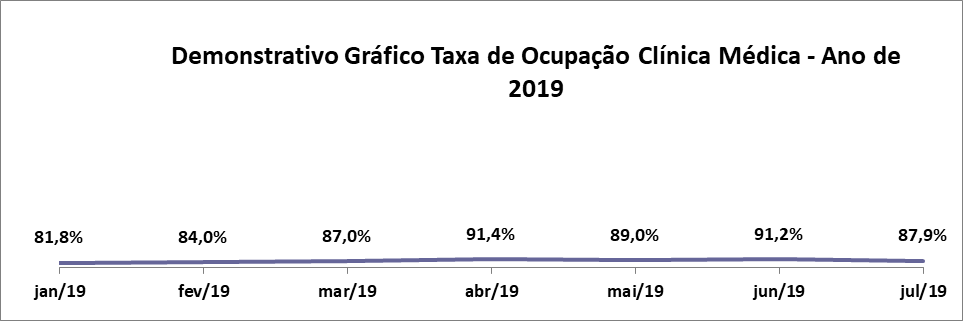 Demonstrativo Gráfico Taxa de Ocupação Clínica Médica - Ano de
2019
81,8% 84,0% 87,0% 91,4% 89,0% 91,2% 87,9%
jan/19 fev/19 mar/19 abr/19 mai/19 jun/19 jul/19